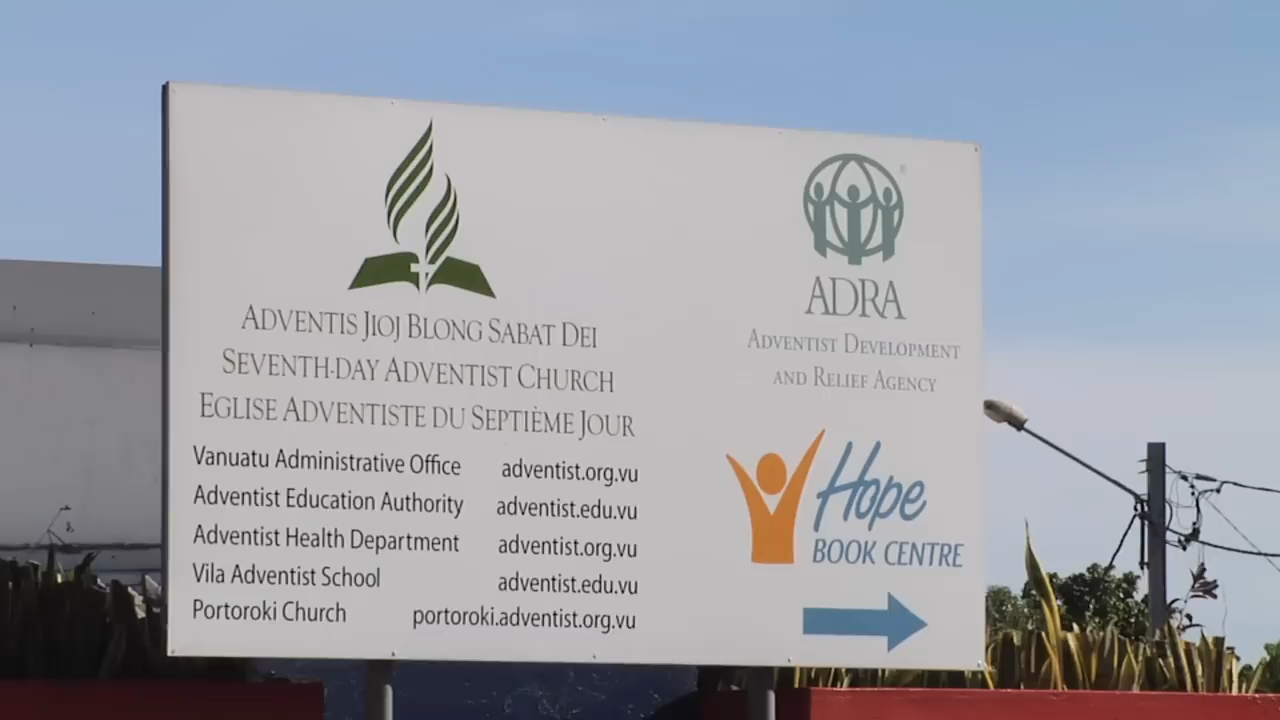 ADVENTIS JIOJ BLONG SABAT DEI
SEVENTH-DAY ADVENTIST CHURCH
EGLISE ADVENTISTE DU SEPTIÈME JOUR
Vanuatu Administrative Office adventist.org.vu
Adventist Education Authority adventist.edu.vu
Adventist Health Department adventist.org.vu
Vila Adventist School adventist.edu.vu
Portoroki Church portoroki.adventist.org.vu
®
ADRA
ADVENTIST DEVELOPMENT
AND RELIEF AGENCY
Hope
BOOK CENTRE